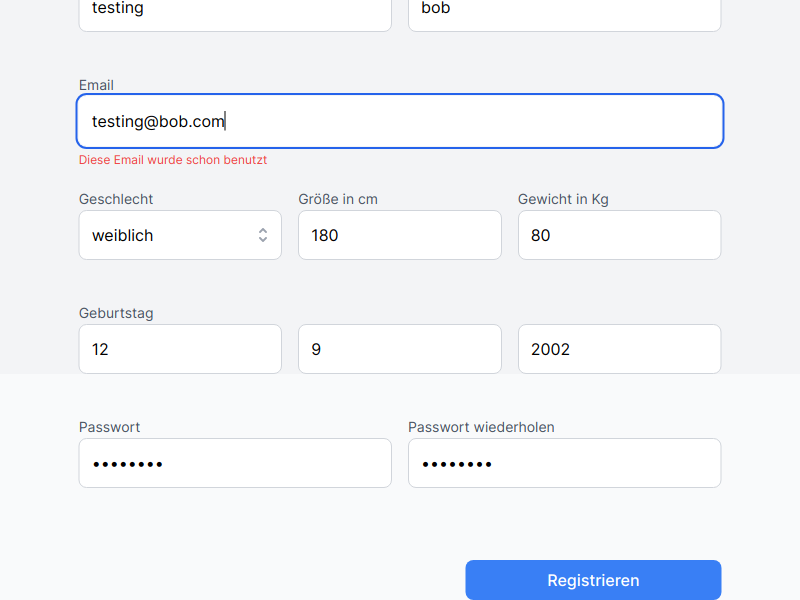 testing bob
Email
testing@bob.com
Diese Email wurde schon benutzt
Geschlecht Größe in cm Gewicht in Kg
weiblich 180 80
Geburtstag
12 9 2002
Passwort Passwort wiederholen
•••••••• ••••••••
Registrieren